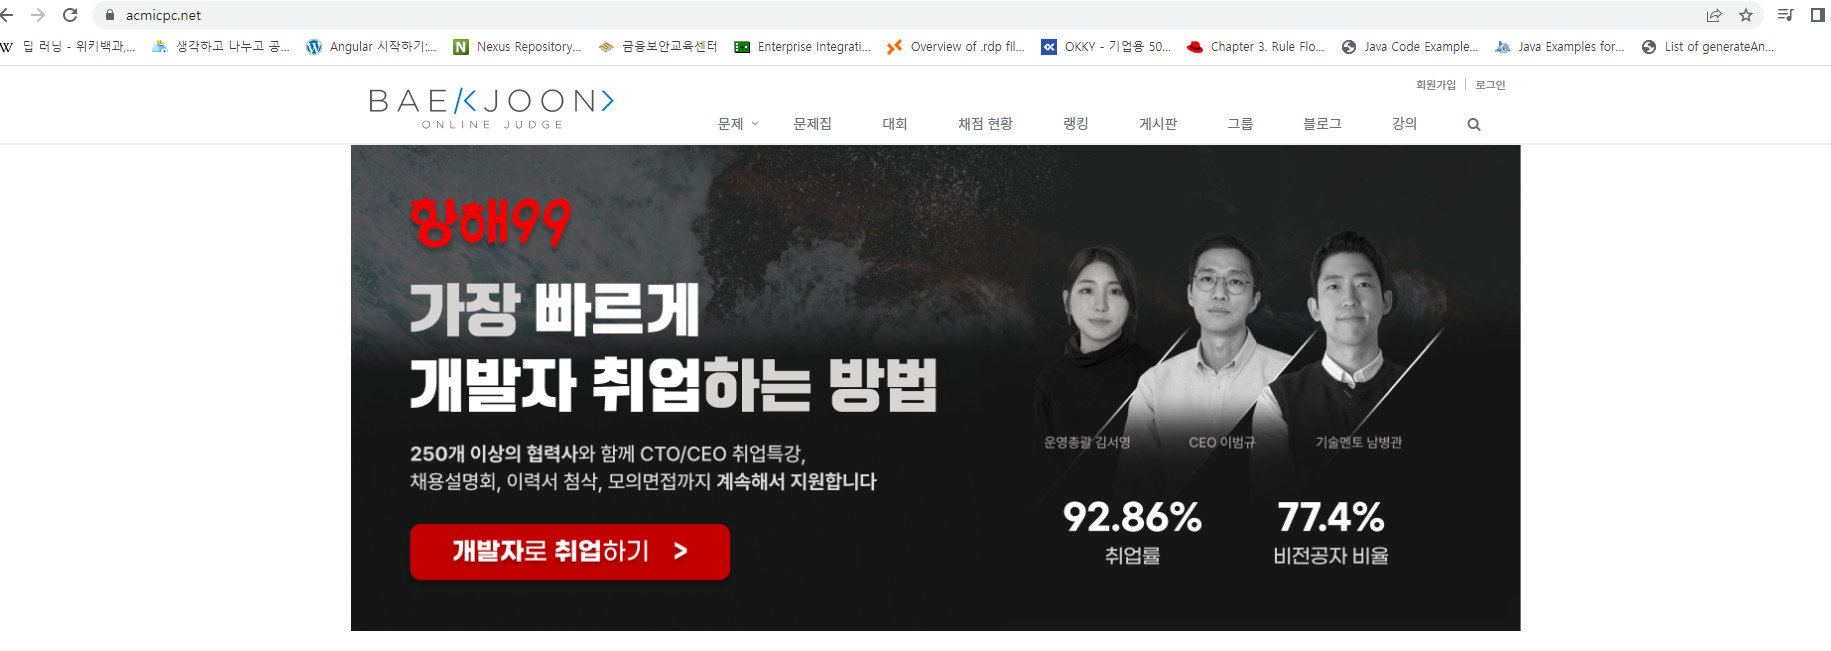 acmicpc.net
W 딥 러닝 - 위키백과,... 생각하고 나누고 공... Angular 시작하기:... N Nexus Repository... 금융보안교육센터 Enterprise Integrati... Overview of .rdp fil... OKKY - 기업용 50... Chapter 3. Rule Flo... Java Code Example... Java Examples for... List of generateAn...
회원가입 | 로그인
BAEKJOON>
ONLINE JUDGE
문제 문제집 대회 채점 현황 랭킹 게시판 그룹 블로그 강의
항해99
가장 빠르게
개발자 취업하는 방법
250개 이상의 협력사와 함께 CTO/CEO 취업특강,
채용설명회, 이력서 첨삭, 모의면접까지 계속해서 지원합니다
개발자로 취업하기 >
운영총괄 김서영 CEO 이범규 기술멘토 남병관
92.86% 77.4%
취업률 비전공자 비율